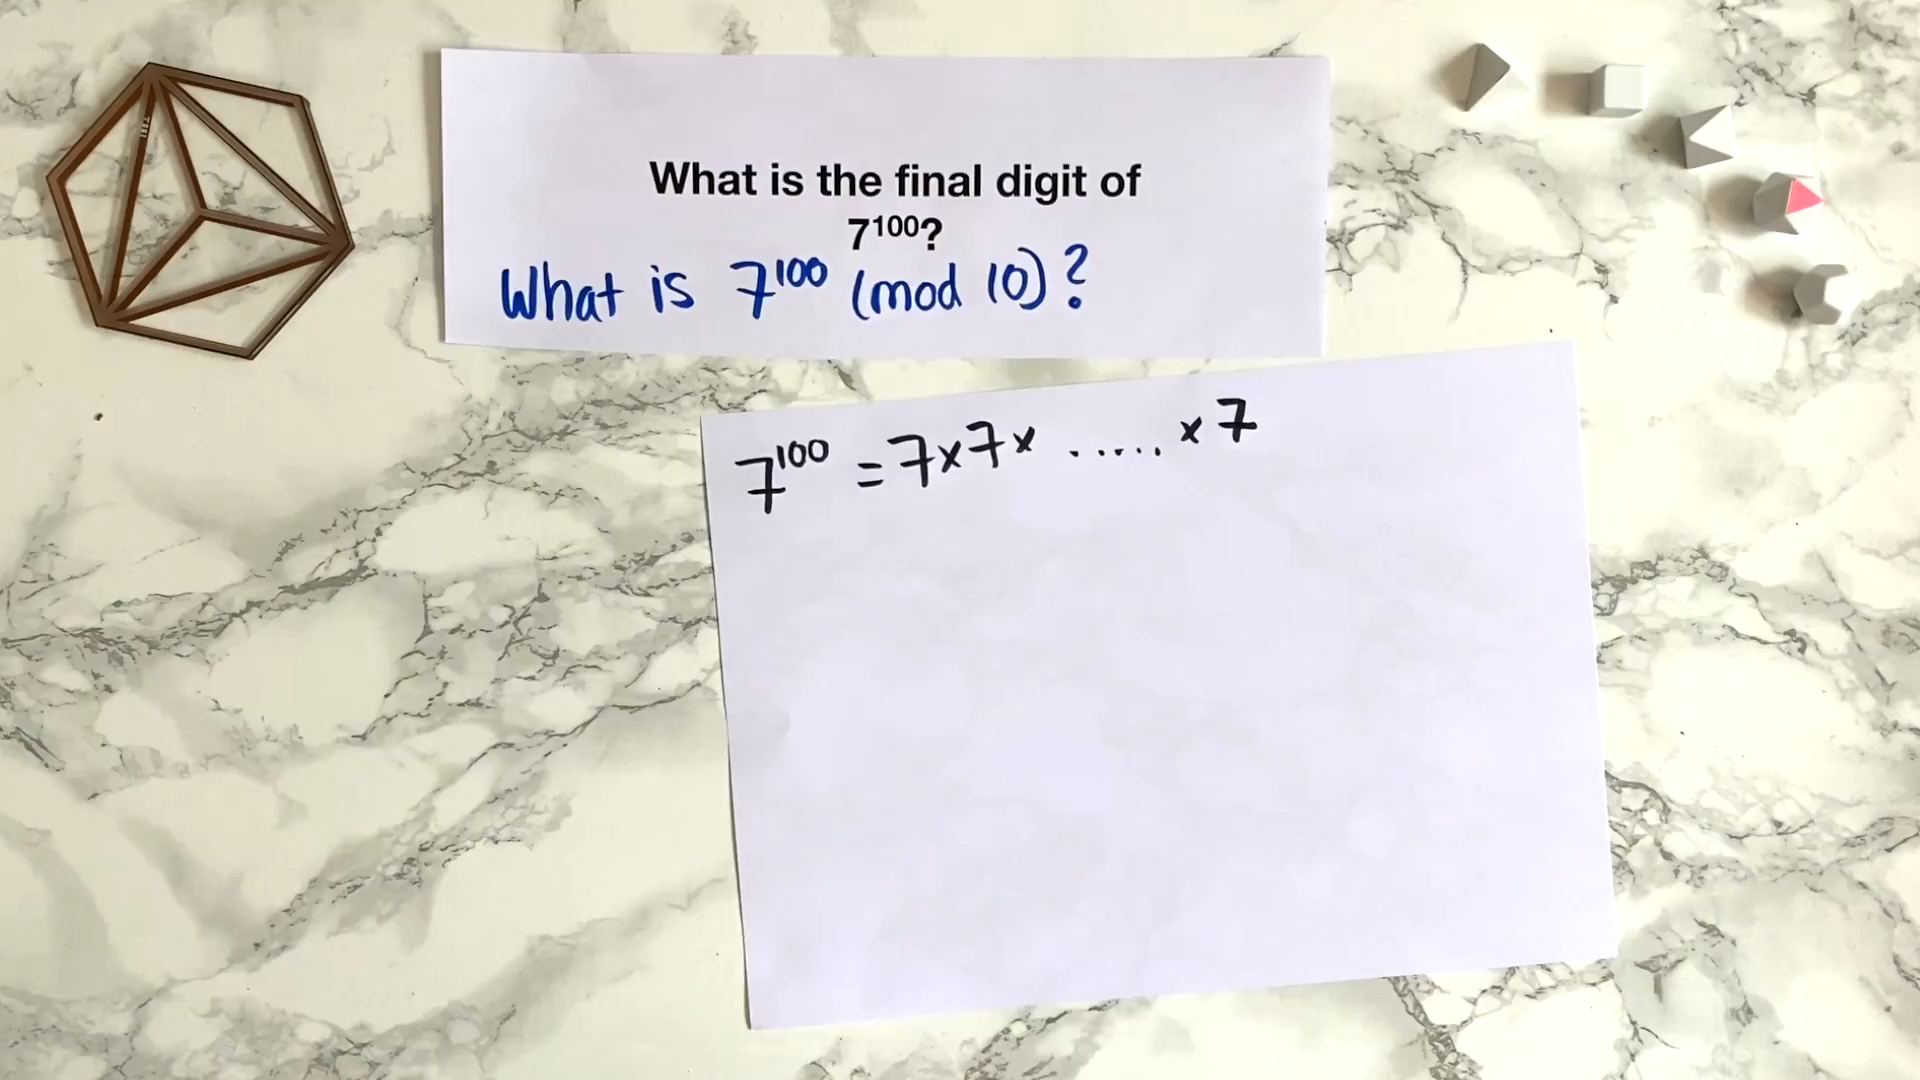 What is the final digit of
7¹⁰⁰?
What is 7¹⁰⁰ (mod 10)?
7¹⁰⁰ = 7 × 7 × ..... × 7